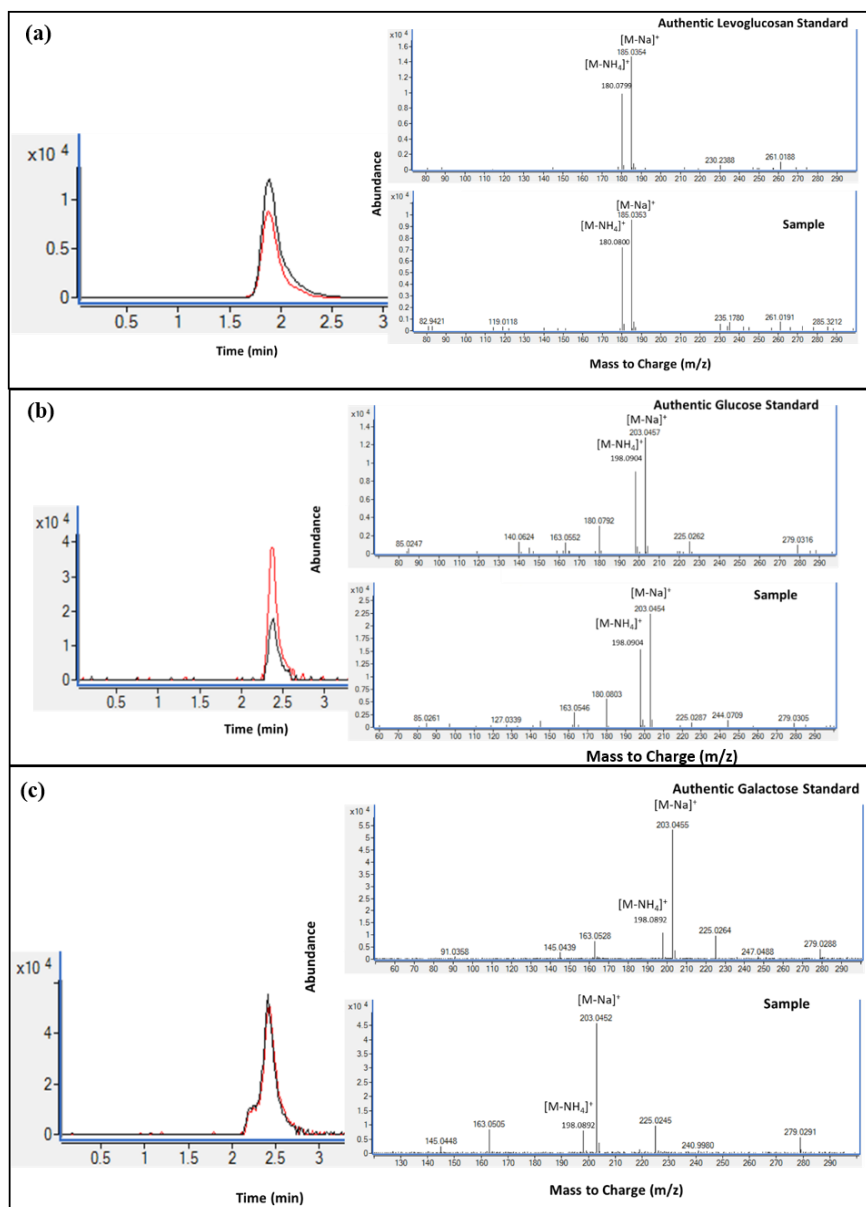 (a)
Authentic Levoglucosan Standard
x10 4
[M-Na]+
185.0354
[M-NH4]+
180.0799
1.6
1.4
1.2
1
0.8
0.6
0.4
0.2
0
230.2388
261.0188
80 90 100 110 120 130 140 150 160 170 180 190 200 210 220 230 240 250 260 270 280 290
x10 4
1
0.5
0
0.5 1 1.5 2 2.5 3
Time (min)
Abundance
x10 4
[M-Na]+
185.0353
Sample
[M-NH4]+
180.0800
1.1
1
0.9
0.8
0.7
0.6
0.5
0.4
0.3
0.2
0.1
0
82.9421
119.0118
235.1780
261.0191
285.3212
80 90 100 110 120 130 140 150 160 170 180 190 200 210 220 230 240 250 260 270 280 290
Mass to Charge (m/z)
(b)
Authentic Glucose Standard
x10 4
[M-Na]+
203.0457
[M-NH4]+
198.0904
1.4
1.2
1
0.8
0.6
0.4
0.2
0
85.0247
140.0624
163.0552
180.0792
225.0262
279.0316
70 80 90 100 110 120 130 140 150 160 170 180 190 200 210 220 230 240 250 260 270 280 290
x10 4
4
3
2
1
0
0.5 1 1.5 2 2.5 3
Time (min)
Abundance
x10 4
[M-Na]+
203.0454
Sample
[M-NH4]+
198.0904
2.5
2.25
2
1.75
1.5
1.25
1
0.75
0.5
0.25
0
85.0261
127.0339
163.0546
180.0803
225.0287
244.0709
279.0305
60 70 80 90 100 110 120 130 140 150 160 170 180 190 200 210 220 230 240 250 260 270 280 290
Mass to Charge (m/z)
(c)
Authentic Galactose Standard
x10 4
[M-Na]+
203.0455
[M-NH4]+
198.0892
5.5
5
4.5
4
3.5
3
2.5
2
1.5
1
0.5
0
91.0358
145.0439
163.0528
225.0264
247.0488
279.0288
50 60 70 80 90 100 110 120 130 140 150 160 170 180 190 200 210 220 230 240 250 260 270 280 290
x10 4
4
2
0
0.5 1 1.5 2 2.5 3
Time (min)
Abundance
x10 4
[M-Na]+
203.0452
Sample
[M-NH4]+
198.0892
4.5
4
3.5
3
2.5
2
1.5
1
0.5
0
145.0448
163.0505
225.0245
240.9980
279.0291
130 140 150 160 170 180 190 200 210 220 230 240 250 260 270 280 290
Mass to Charge (m/z)